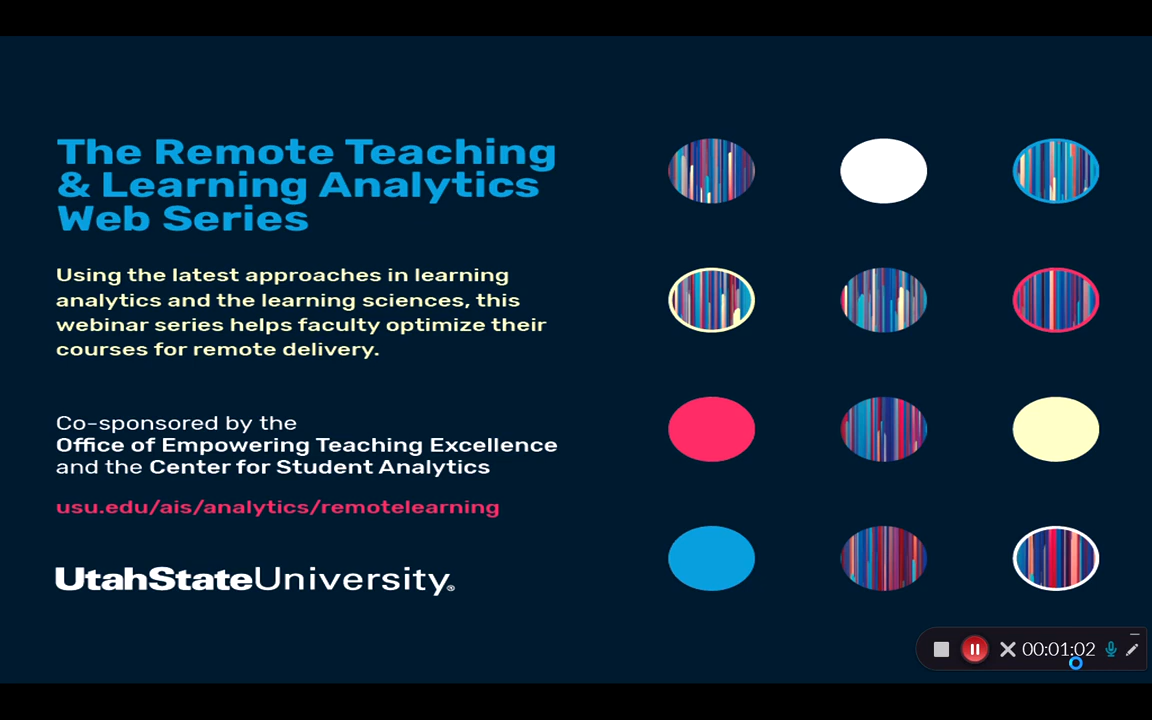 The Remote Teaching
& Learning Analytics
Web Series
Using the latest approaches in learning
analytics and the learning sciences, this
webinar series helps faculty optimize their
courses for remote delivery.
Co-sponsored by the
Office of Empowering Teaching Excellence
and the Center for Student Analytics
usu.edu/ais/analytics/remotelearning
UtahStateUniversity®
00:01:02